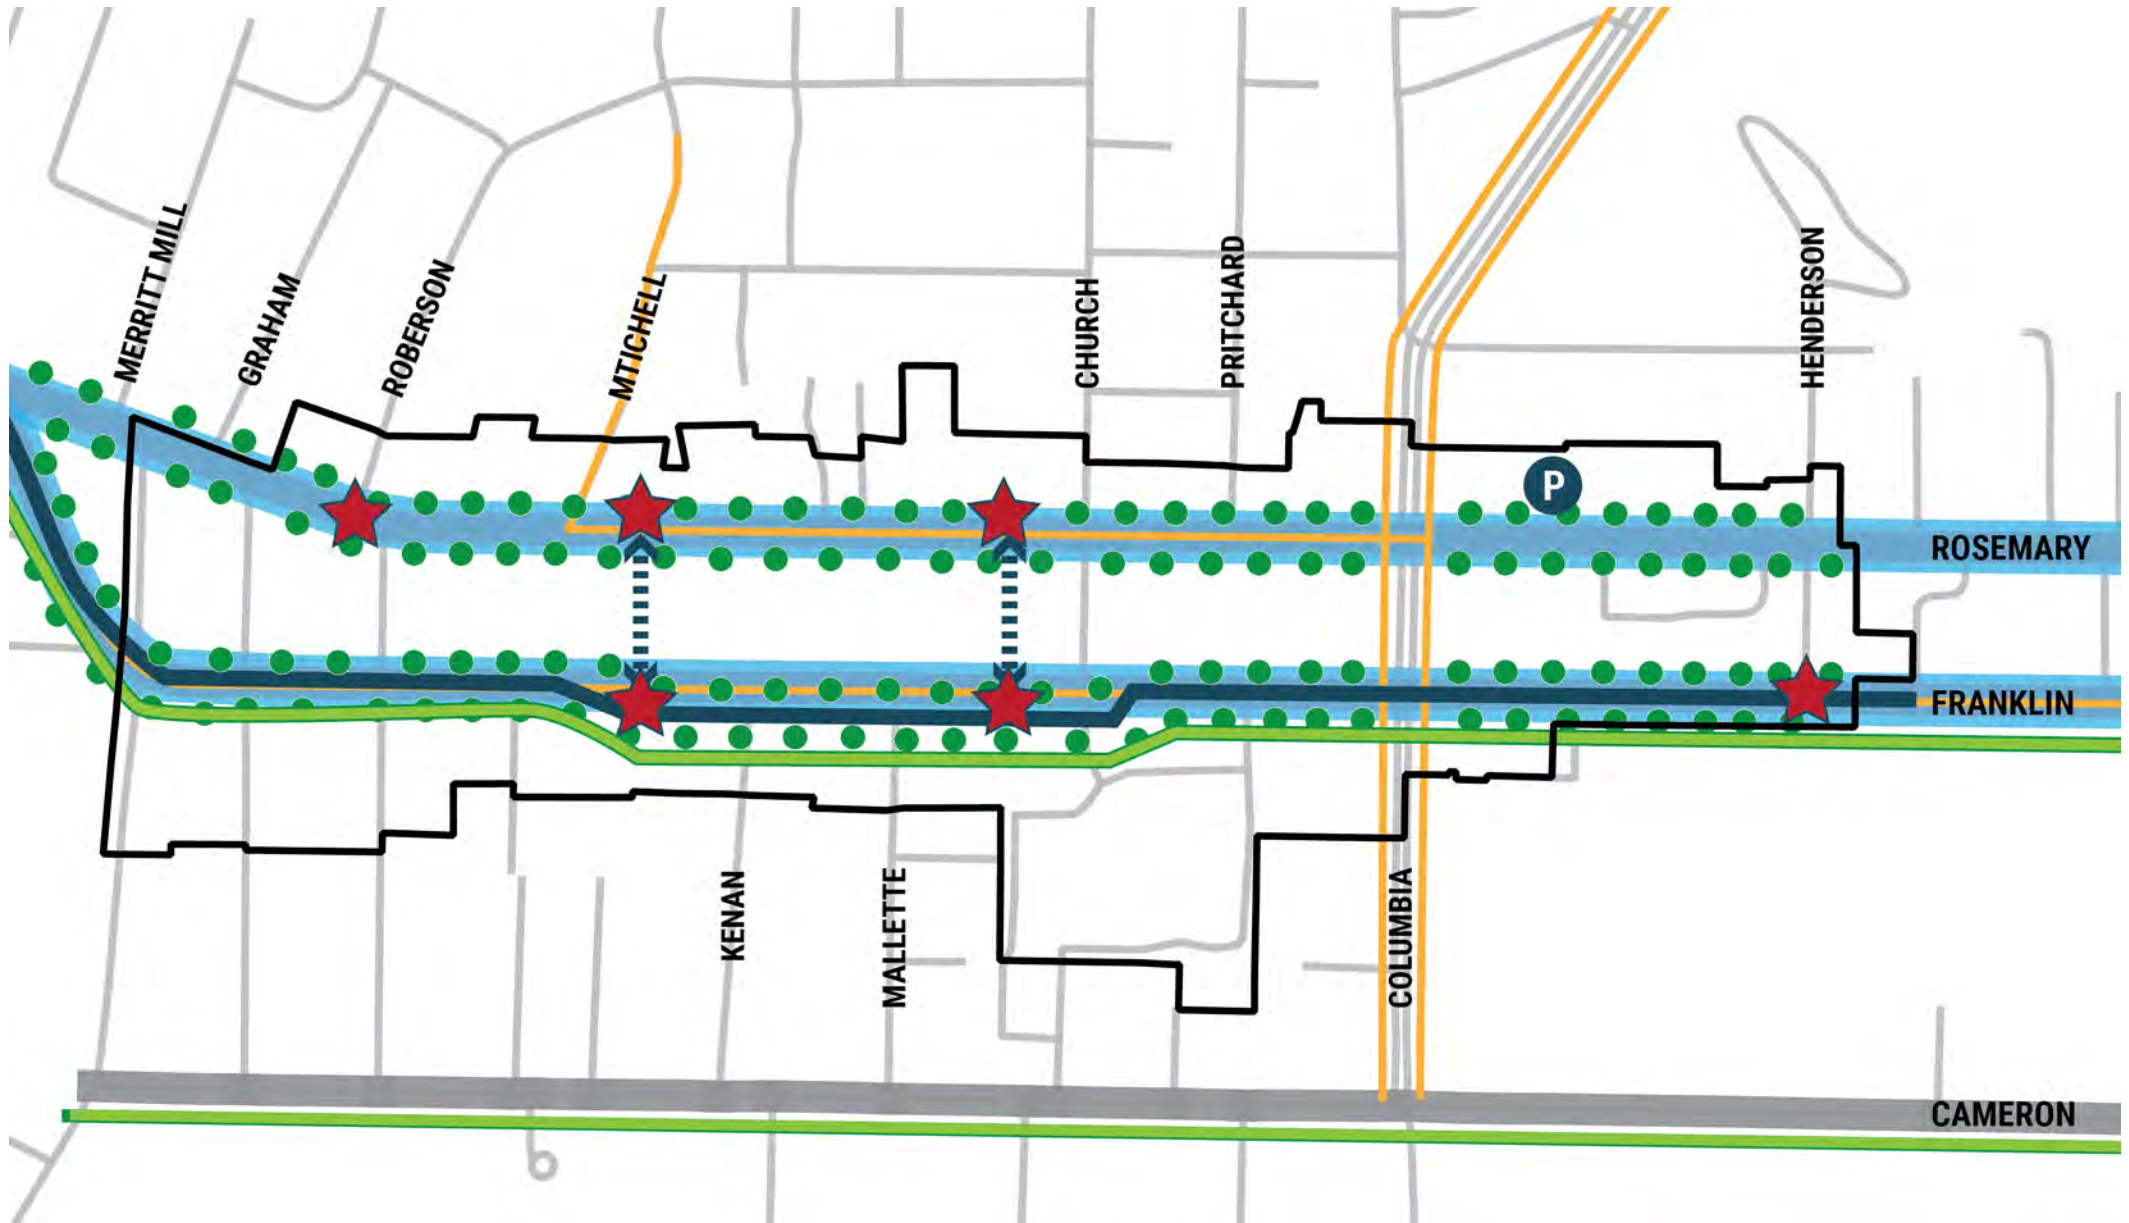 MERRITT MILL
GRAHAM
ROBERSON
MTICHELL
CHURCH
PRITCHARD
HENDERSON
P
ROSEMARY
FRANKLIN
KENAN
MALLETTE
COLUMBIA
CAMERON